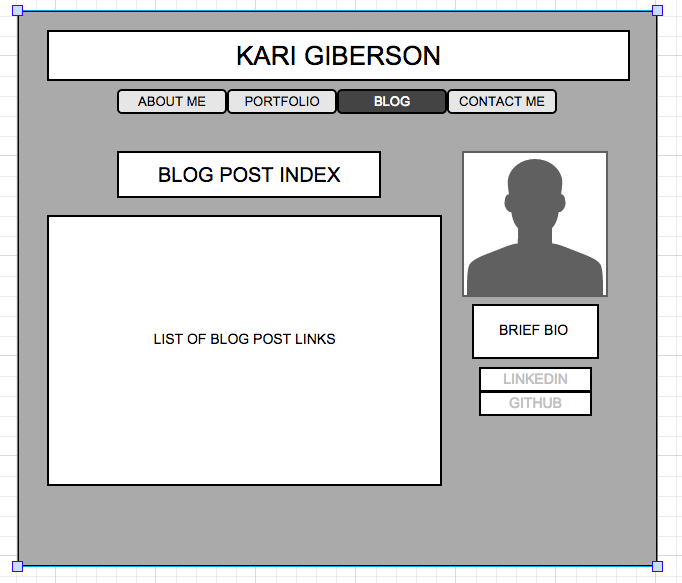 KARI GIBERSON
ABOUT ME
PORTFOLIO
BLOG
CONTACT ME
BLOG POST INDEX
LIST OF BLOG POST LINKS
BRIEF BIO
LINKEDIN
GITHUB